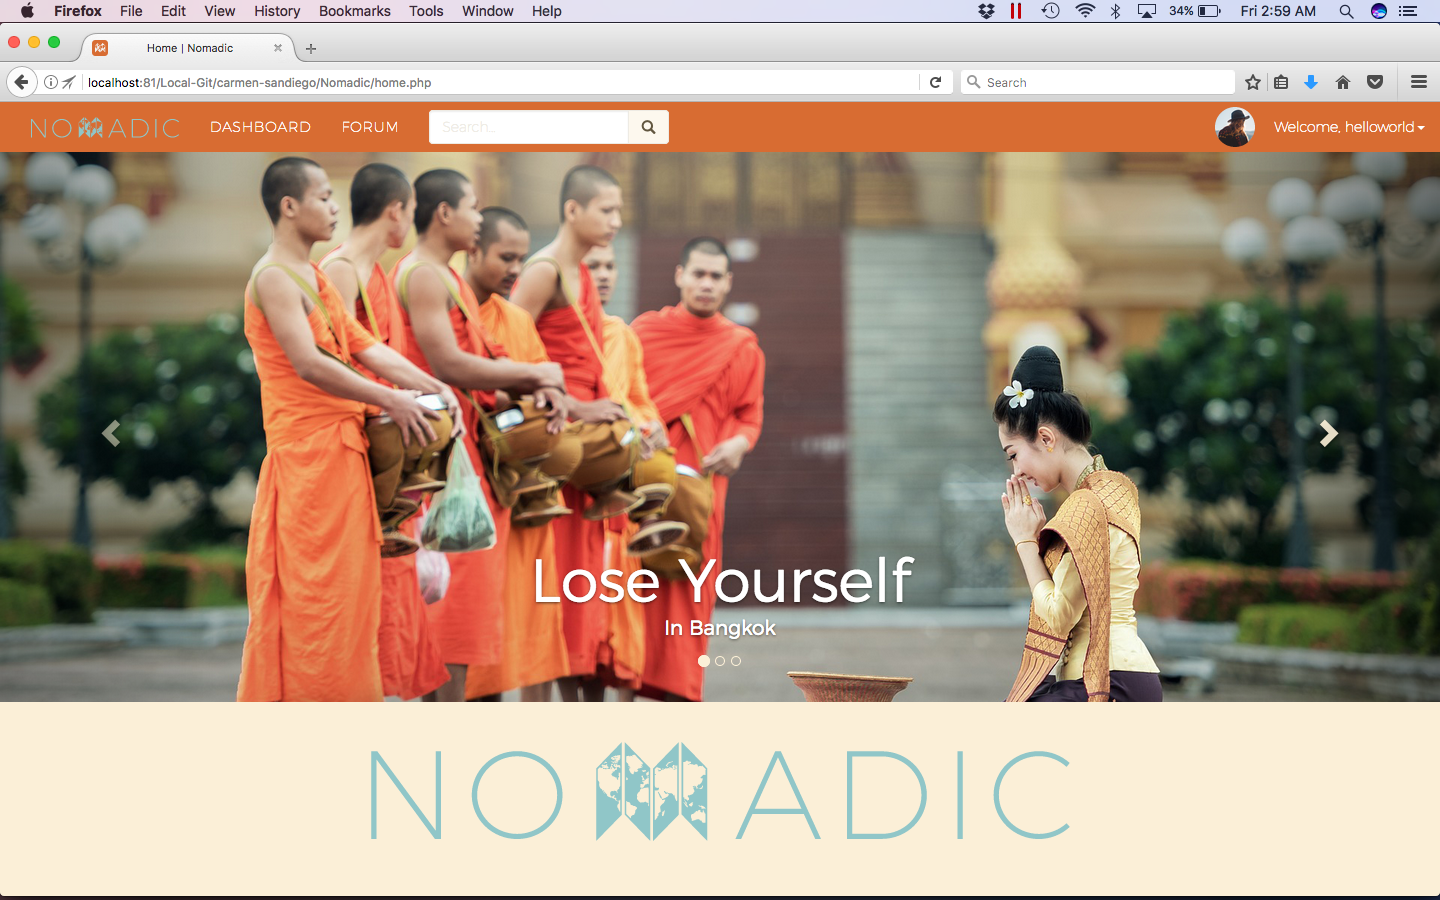 Firefox File Edit View History Bookmarks Tools Window Help 34% Fri 2:59 AM
Home | Nomadic
localhost:81/Local-Git/carmen-sandiego/Nomadic/home.php Search
NOMADIC DASHBOARD FORUM Search... Welcome, helloworld
Lose Yourself
In Bangkok
NOMADIC